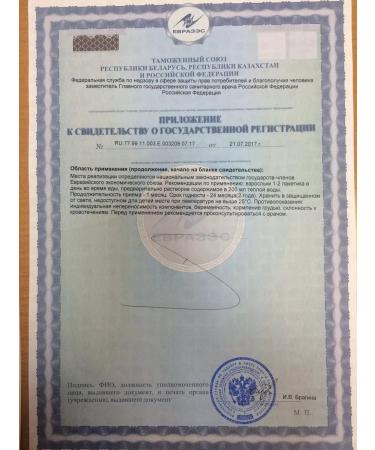 ЕВРАЗЭС
ТАМОЖЕННЫЙ СОЮЗ
РЕСПУБЛИКИ БЕЛАРУСЬ, РЕСПУБЛИКИ КАЗАХСТАН
И РОССИЙСКОЙ ФЕДЕРАЦИИ
Федеральная служба по надзору в сфере защиты прав потребителей и благополучия человека
заместитель Главного государственного санитарного врача Российской Федерации
Российская Федерация
ПРИЛОЖЕНИЕ
К СВИДЕТЕЛЬСТВУ О ГОСУДАРСТВЕННОЙ РЕГИСТРАЦИИ
№ RU.77.99.11.003.E.003208.07.17 от 21.07.2017 г.
Область применения (продолжение, начало на бланке свидетельства):
Места реализации определяются национальным законодательством государств-членов
Евразийского экономического союза. Рекомендации по применению: взрослым 1-2 пакетика в
день во время еды, предварительно растворив содержимое в 200 мл теплой воды.
Продолжительность приема - 1 месяц. Срок годности - 24 месяца (2 года). Хранить в защищенном от
света, недоступном для детей месте при температуре не выше 25°С. Противопоказания:
индивидуальная непереносимость компонентов, беременность, кормление грудью, склонность к
кровотечениям. Перед применением рекомендуется проконсультироваться с врачом.
ЕВРАЗЭС
Подпись, ФИО, должность уполномоченного
лица, выдавшего документ, и печать органа
(учреждения), выдавшего документ
И.В. Брагина
М. П.